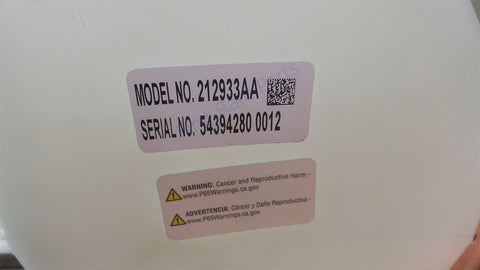 MODEL NO. 212933AA
SERIAL NO. 54394280 0012
WARNING: Cancer and Reproductive Harm -
www.P65Warnings.ca.gov
ADVERTENCIA: Cáncer y Daño Reproductivo -
www.P65Warnings.ca.gov